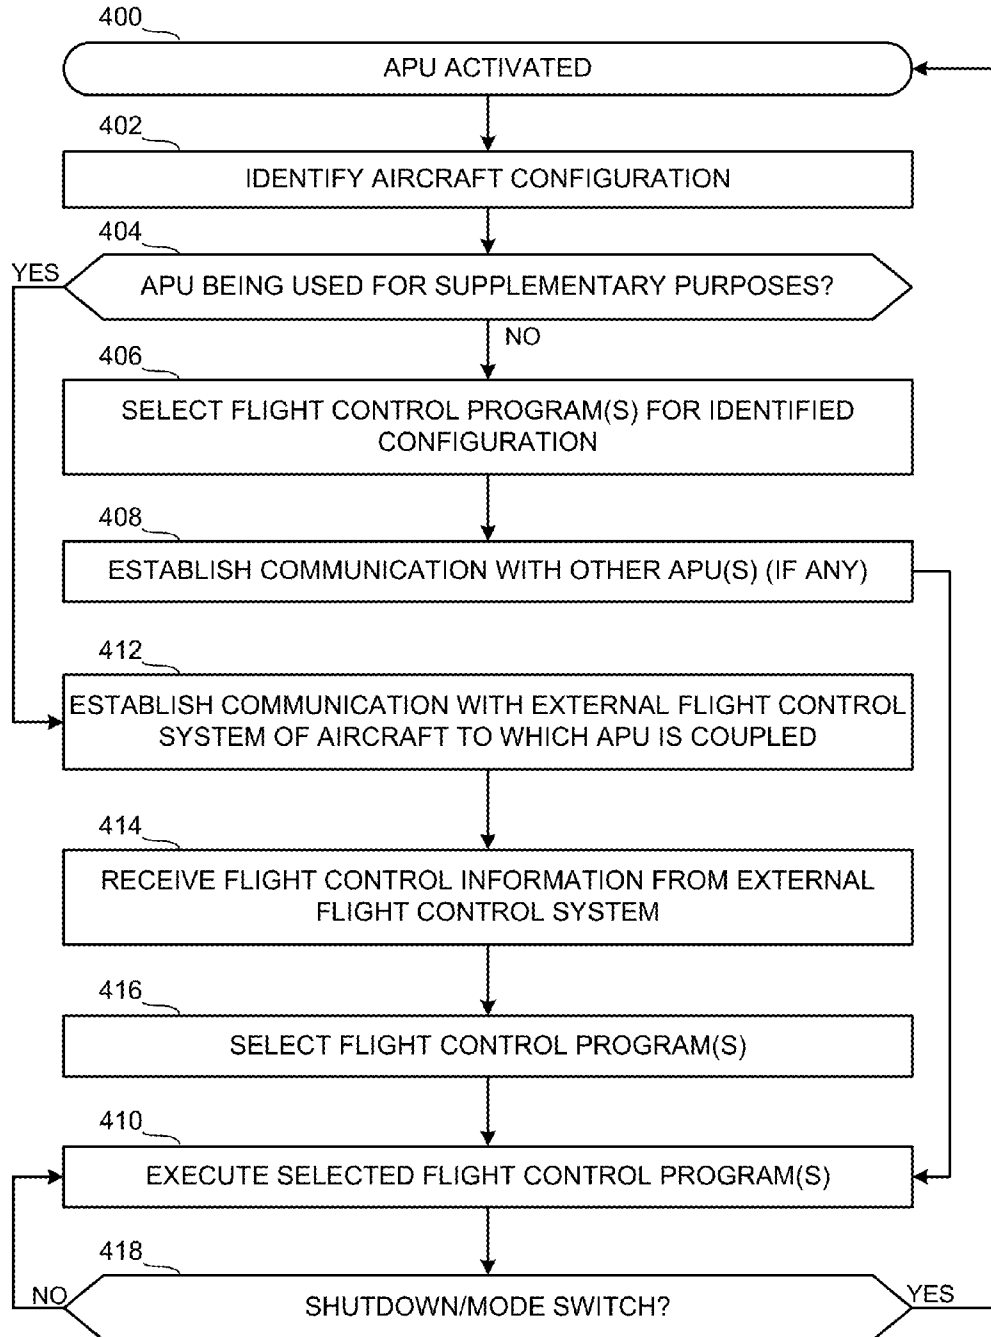 400
APU ACTIVATED
402
IDENTIFY AIRCRAFT CONFIGURATION
404
YES
APU BEING USED FOR SUPPLEMENTARY PURPOSES?
NO
406
SELECT FLIGHT CONTROL PROGRAM(S) FOR IDENTIFIED
CONFIGURATION
408
ESTABLISH COMMUNICATION WITH OTHER APU(S) (IF ANY)
412
ESTABLISH COMMUNICATION WITH EXTERNAL FLIGHT CONTROL
SYSTEM OF AIRCRAFT TO WHICH APU IS COUPLED
414
RECEIVE FLIGHT CONTROL INFORMATION FROM EXTERNAL
FLIGHT CONTROL SYSTEM
416
SELECT FLIGHT CONTROL PROGRAM(S)
410
EXECUTE SELECTED FLIGHT CONTROL PROGRAM(S)
418
NO
SHUTDOWN/MODE SWITCH?
YES